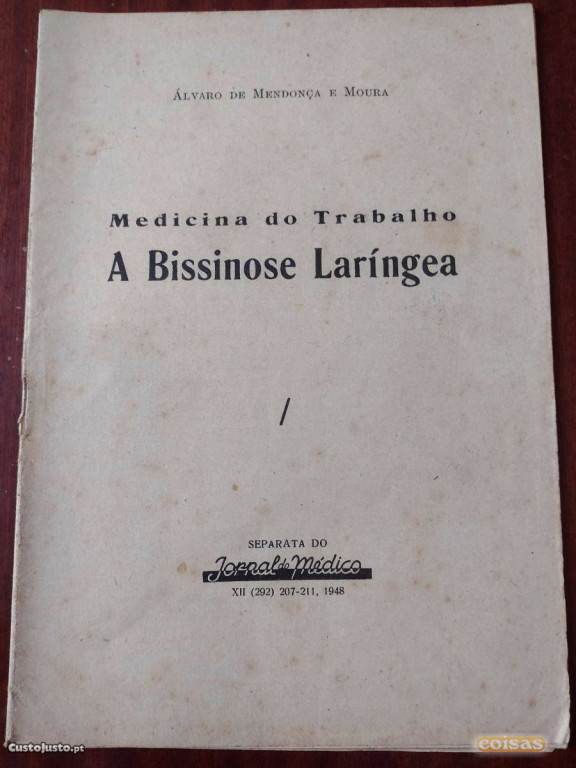 Álvaro de Mendonça e Moura
Medicina do Trabalho
A Bissinose Laríngea
/
SEPARATA DO
Jornal do Médico
XII (292) 207-211, 1948
CustoJusto.pt
coisas